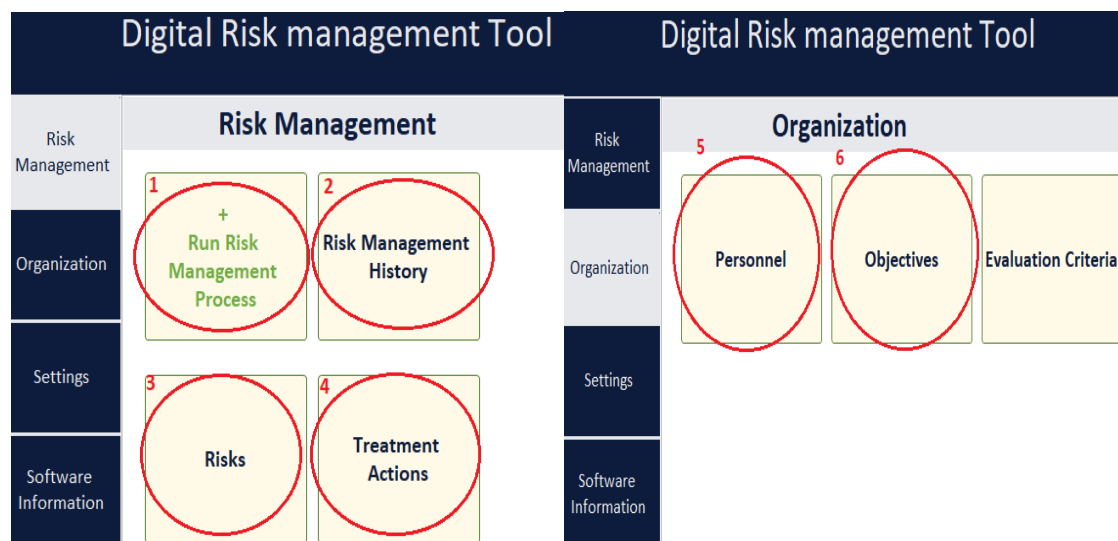 Digital Risk management Tool
Risk
Management
Organization
Settings
Software
Information
Risk Management
1
+
Run Risk
Management
Process
2
Risk Management
History
3
Risks
4
Treatment
Actions
Digital Risk management Tool
Risk
Management
Organization
Settings
Software
Information
Organization
5
Personnel
6
Objectives
Evaluation Criteria